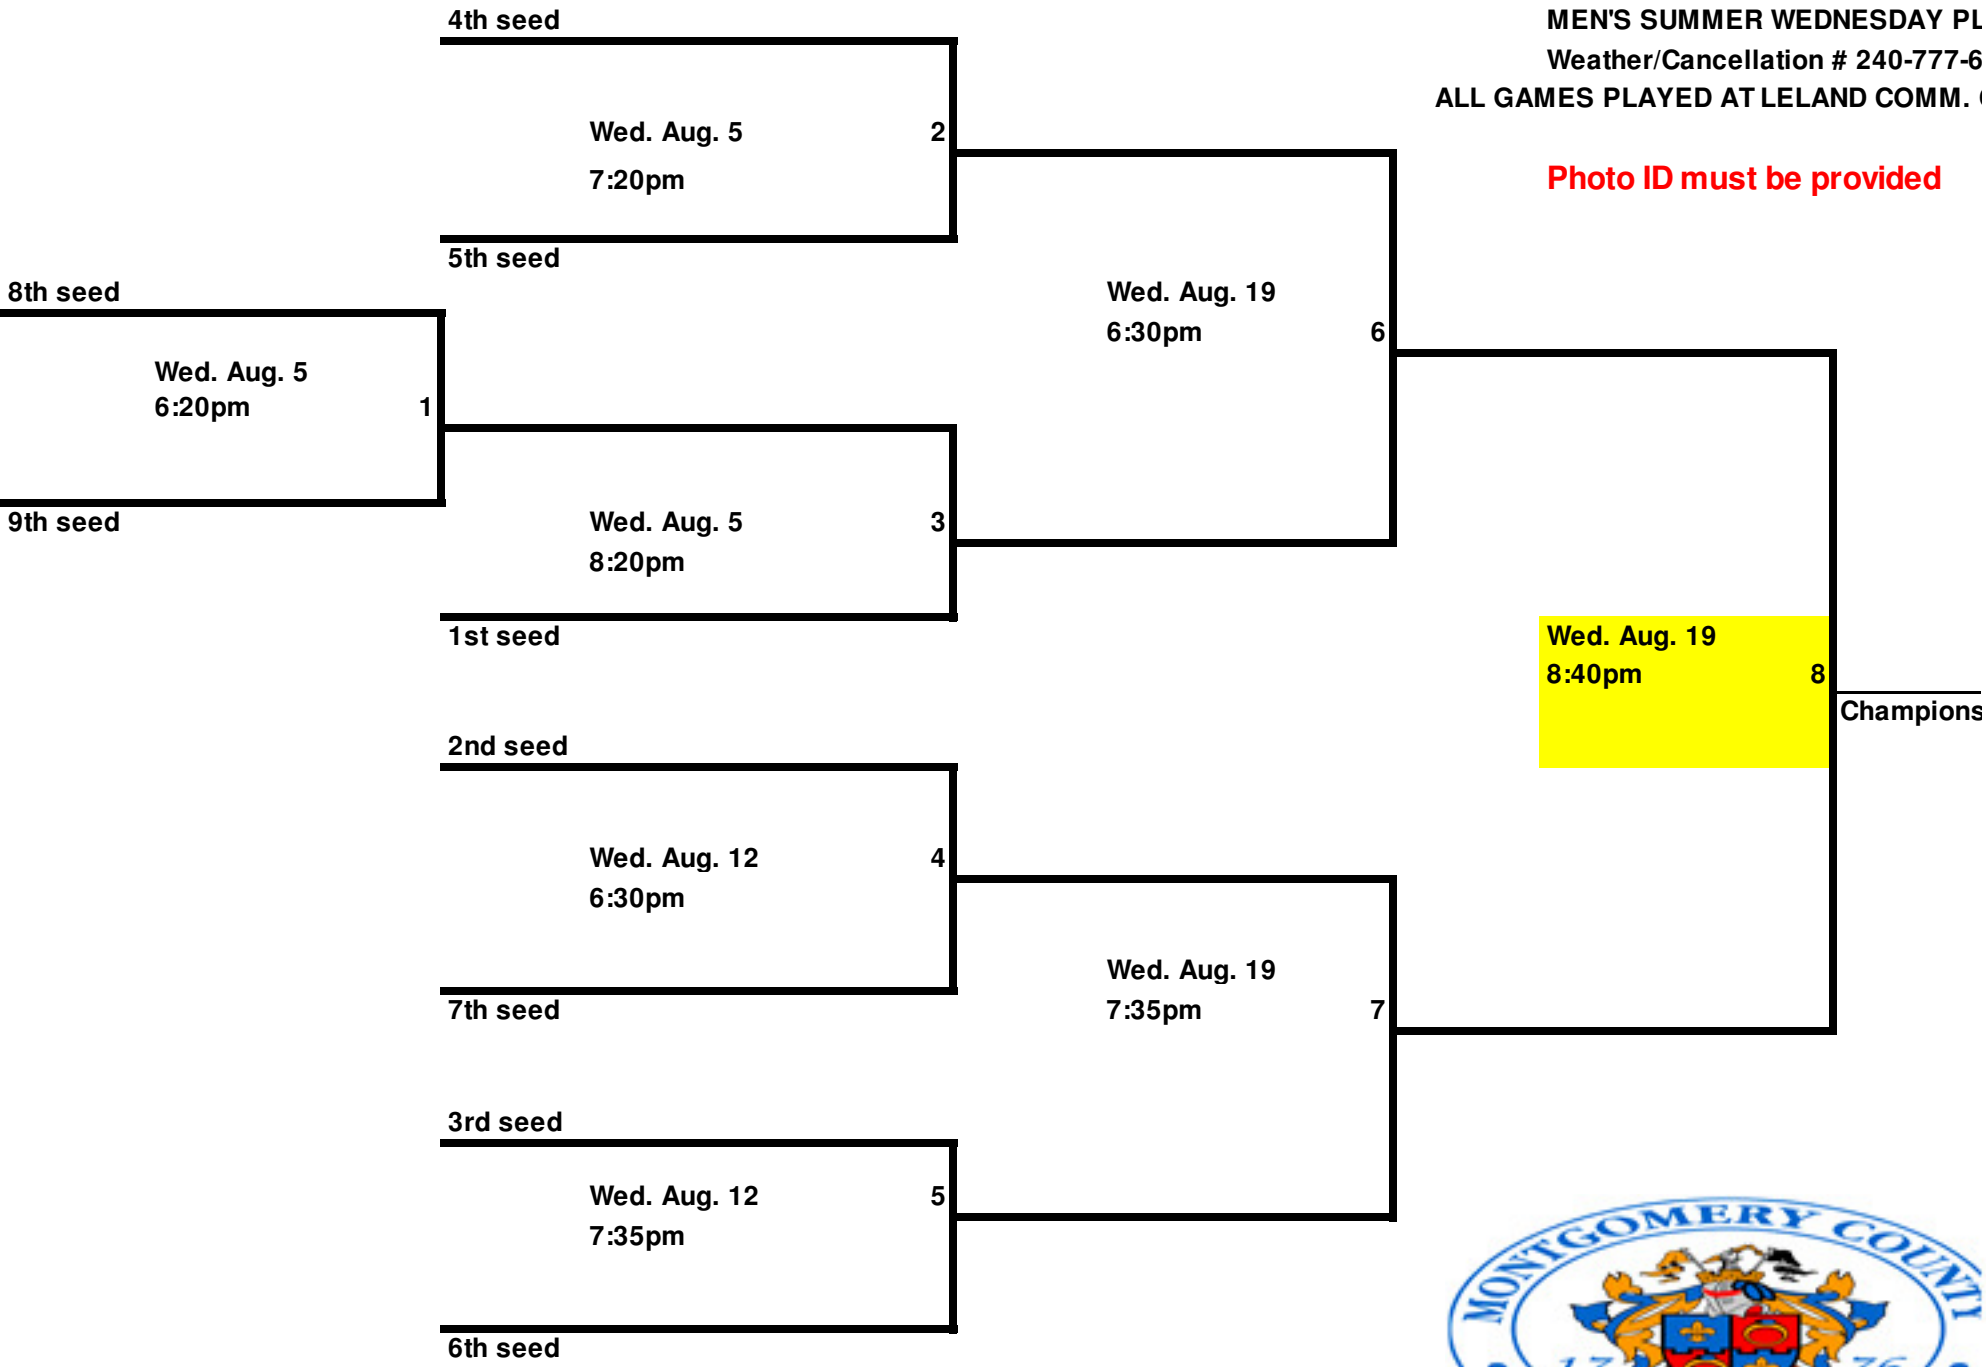 4th seed
MEN'S SUMMER WEDNESDAY
Weather/Cancellation # 240-777-6
ALL GAMES PLAYED AT LELAND COMM.
Wed. Aug. 5
2
7:20pm
Photo ID must be provided
5th seed
8th seed
Wed. Aug. 19
6:30pm
6
Wed. Aug. 5
6:20pm
1
9th seed
Wed. Aug. 5
3
8:20pm
1st seed
Wed. Aug. 19
8:40pm
8
Champions
2nd seed
Wed. Aug. 12
4
6:30pm
Wed. Aug. 19
7th seed
7:35pm
7
3rd seed
Wed. Aug. 12
5
7:35pm
6th seed
MONTGOMERY COUNTY
17 76